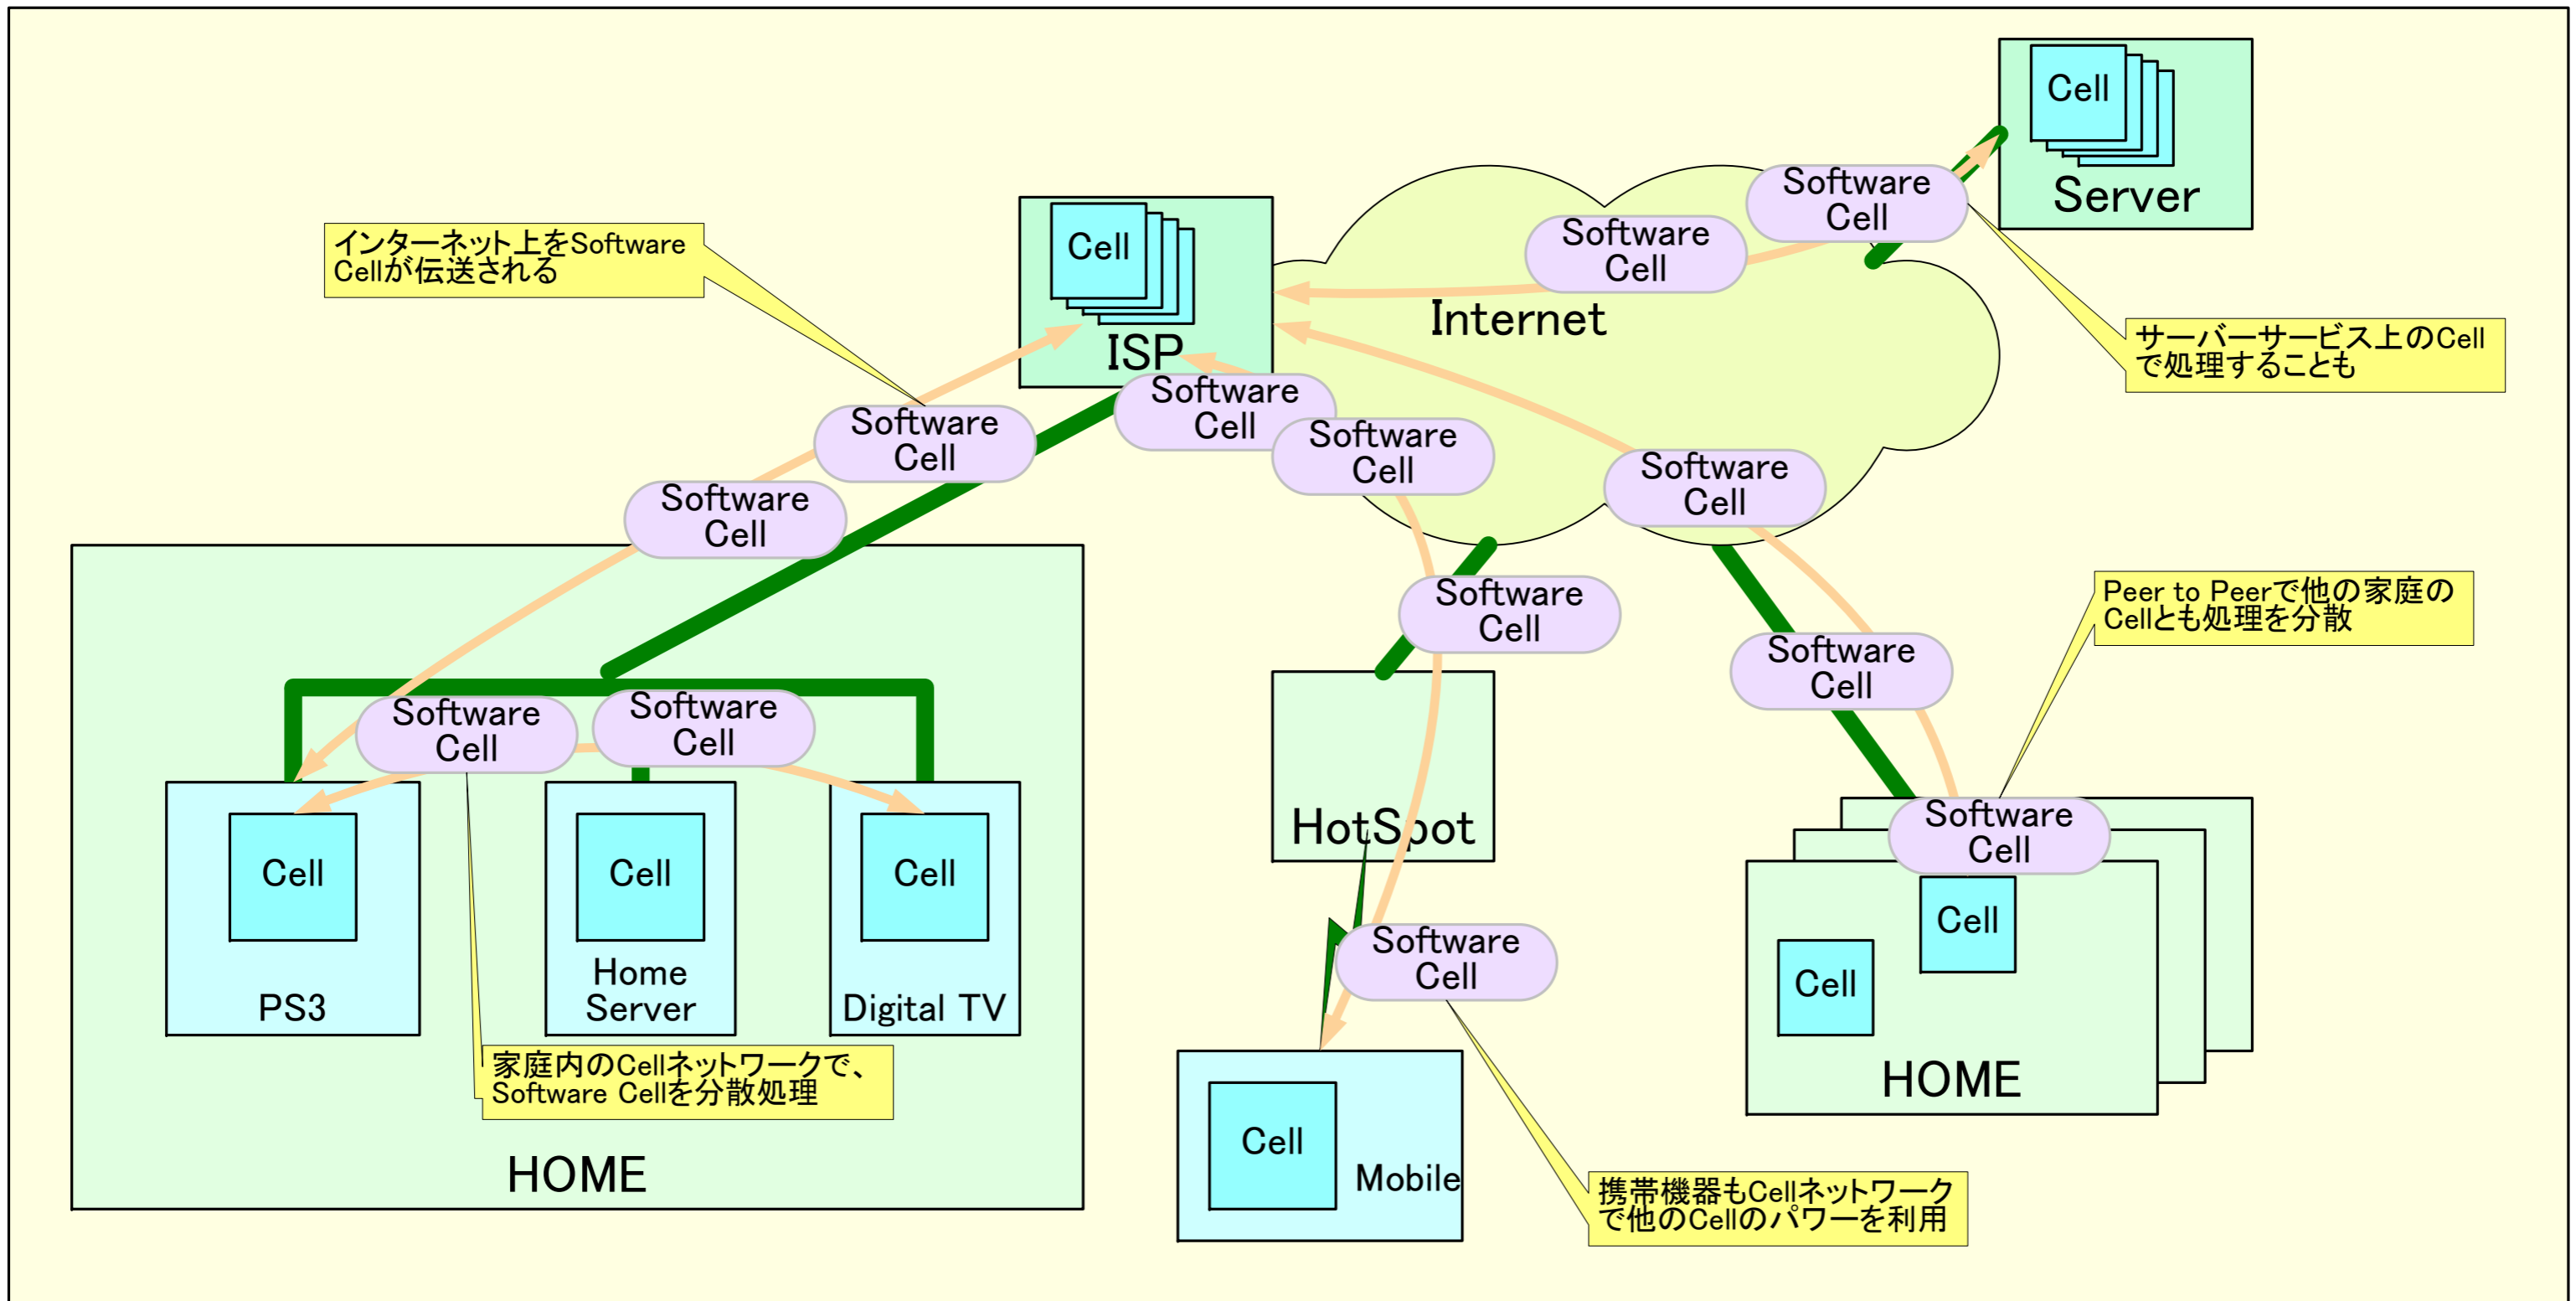 Cell
Server
Software
Cell
Software
Cell
Cell
ISP
Internet
インターネット上をSoftware
Cellが伝送される
サーバーサービス上のCell
で処理することも
Software
Cell
Software
Cell
Software
Cell
Software
Cell
Software
Cell
Software
Cell
Peer to Peerで他の家庭の
Cellとも処理を分散
Software
Cell
Software
Cell
Software
Cell
Cell
PS3
Cell
Home
Server
Cell
Digital TV
家庭内のCellネットワークで、
Software Cellを分散処理
HOME
HotSpot
Software
Cell
Cell
Mobile
携帯機器もCellネットワーク
で他のCellのパワーを利用
Software
Cell
Cell
Cell
HOME